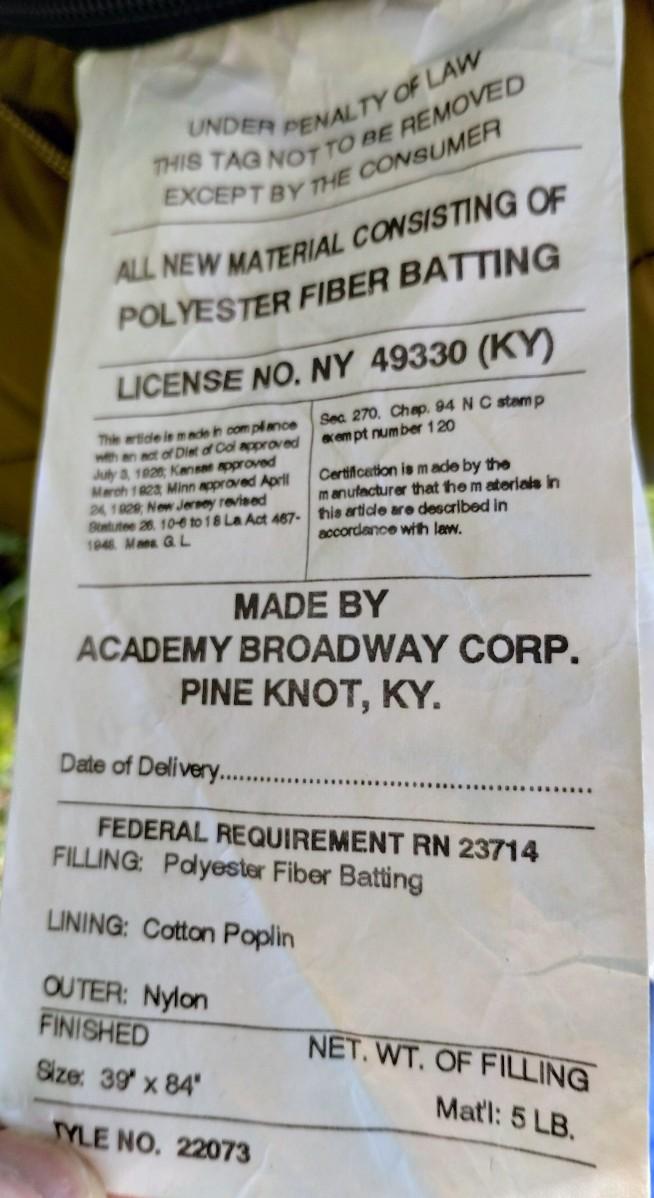 UNDER PENALTY OF LAW
THIS TAG NOT TO BE REMOVED
EXCEPT BY THE CONSUMER
ALL NEW MATERIAL CONSISTING OF
POLYESTER FIBER BATTING
LICENSE NO. NY 49330 (KY)
This article is made in compliance
with an act of Dist of Col approved
July 3, 1926; Kansas approved
March 1923; Minn approved April
24, 1929; New Jersey revised
Statutes 26. 10-6 to 18 La Act 467-
1948. Mass. G. L
Sec. 270, Chap. 94 N C stamp
exempt number 120
Certification is made by the
manufacturer that the materials in
this article are described in
accordance with law.
MADE BY
ACADEMY BROADWAY CORP.
PINE KNOT, KY.
Date of Delivery..........................................................
FEDERAL REQUIREMENT RN 23714
FILLING: Polyester Fiber Batting
LINING: Cotton Poplin
OUTER: Nylon
FINISHED
Size: 39" x 84"
NET. WT. OF FILLING
Mat'l: 5 LB.
TYLE NO. 22073